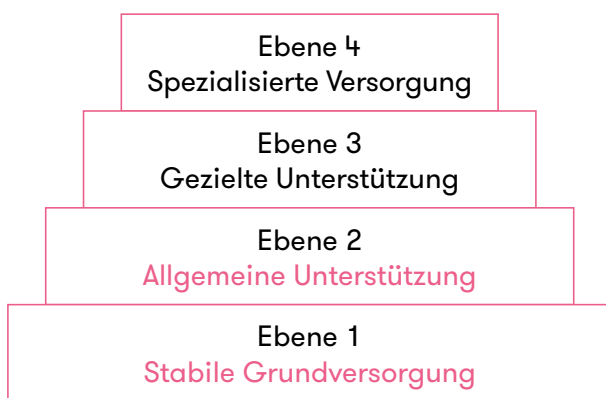 Ebene 4
Spezialisierte Versorgung
Ebene 3
Gezielte Unterstützung
Ebene 2
Allgemeine Unterstützung
Ebene 1
Stabile Grundversorgung